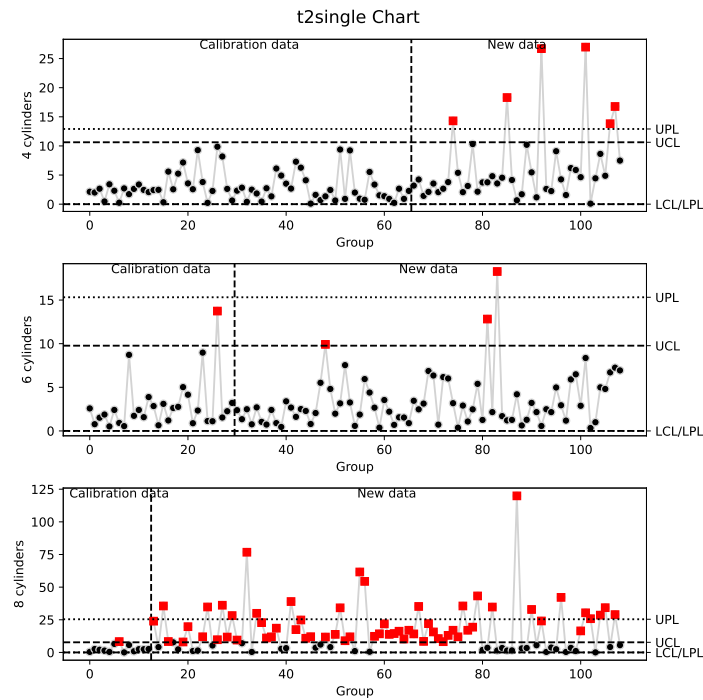 t2single Chart
Calibration data New data
25
20
15
10
5
0
4 cylinders
UPL
UCL
LCL/LPL
0 20 40 60 80 100
Group
Calibration data New data
15
10
5
0
6 cylinders
UPL
UCL
LCL/LPL
0 20 40 60 80 100
Group
Calibration data New data
125
100
75
50
25
0
8 cylinders
UPL
UCL
LCL/LPL
0 20 40 60 80 100
Group